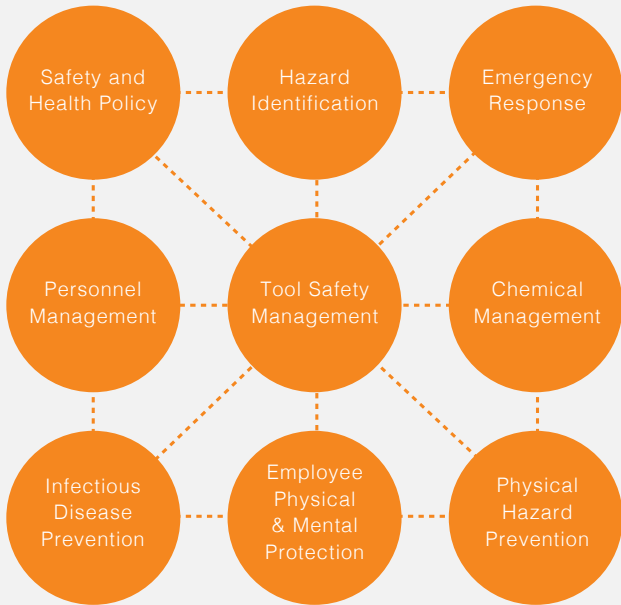 Safety and
Health Policy
Hazard
Identification
Emergency
Response
Personnel
Management
Tool Safety
Management
Chemical
Management
Infectious
Disease
Prevention
Employee
Physical
& Mental
Protection
Physical
Hazard
Prevention